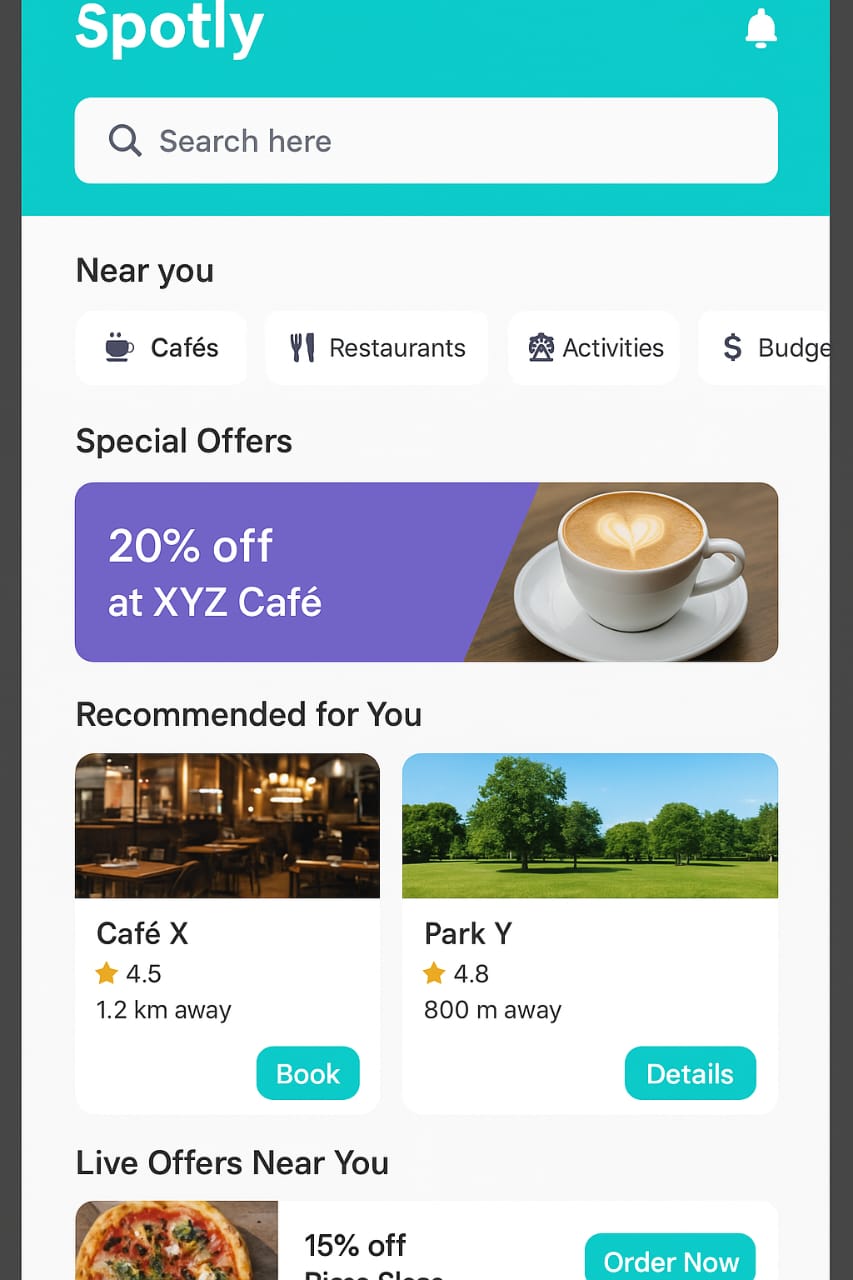 Spotly
Search here
Near you
Cafés
Restaurants
Activities
$ Budge
Special Offers
20% off
at XYZ Café
Recommended for You
Café X
4.5
1.2 km away
Book
Park Y
4.8
800 m away
Details
Live Offers Near You
15% off
Order Now